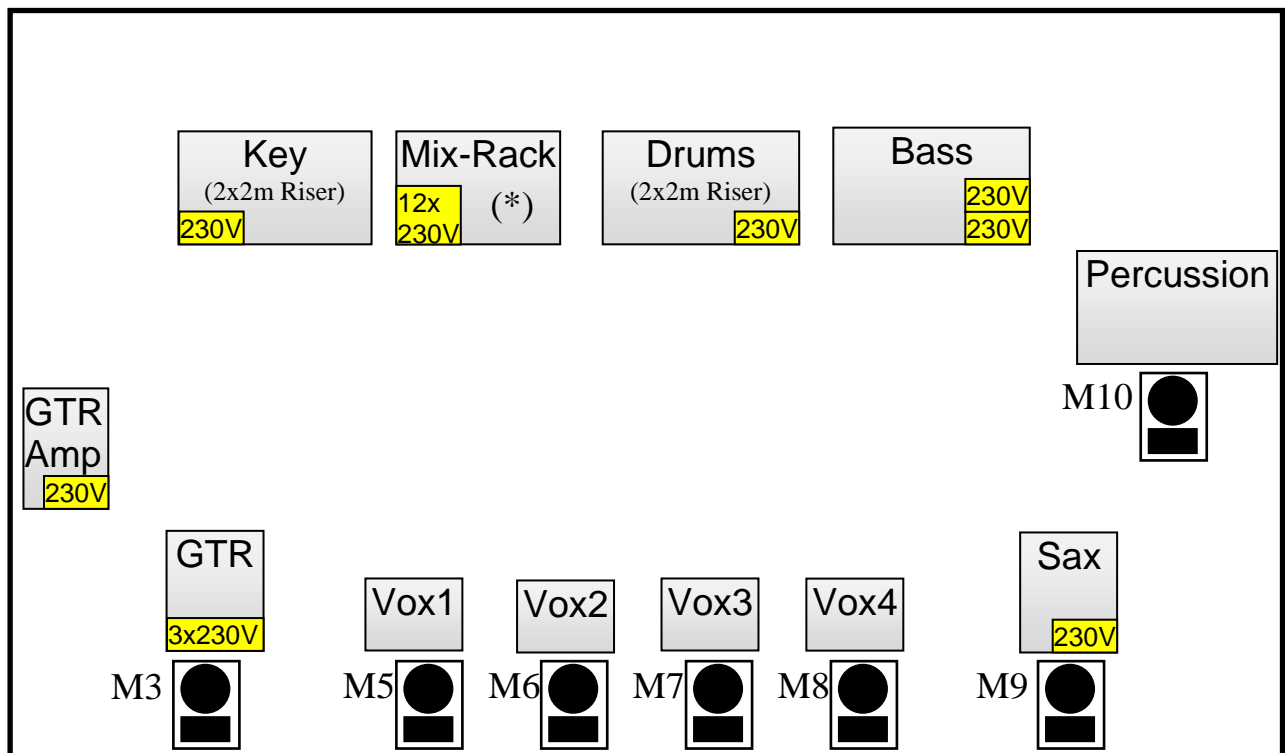 Key
(2x2m Riser)
230V
Mix-Rack
12x
230V
(*)
Drums
(2x2m Riser)
230V
Bass
230V
230V
Percussion
M10
GTR
Amp
230V
GTR
3x230V
M3
Vox1
M5
Vox2
M6
Vox3
M7
Vox4
M8
Sax
230V
M9